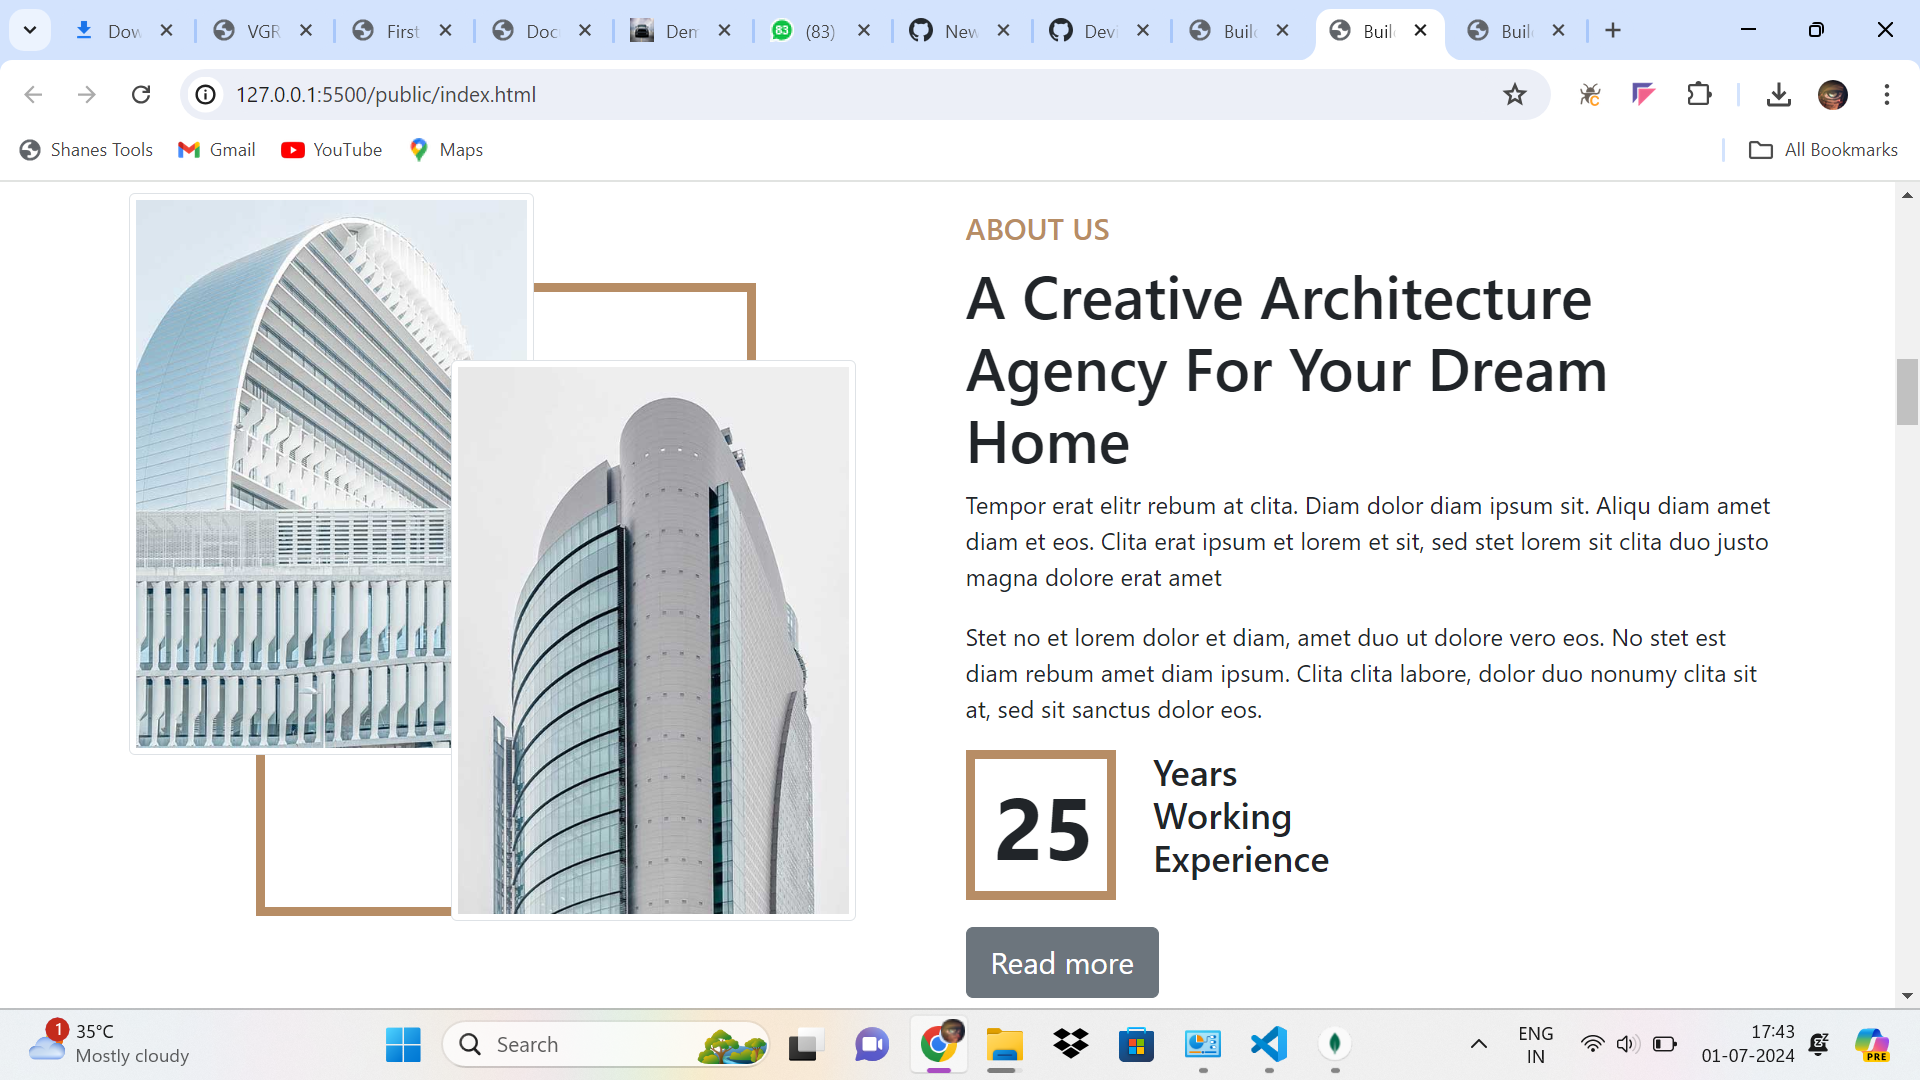 Dow
VGR
First
Doc
Dem
83
(83)
New
Devi
Buil
Buil
Buil
127.0.0.1:5500/public/index.html
Shanes Tools
Gmail
YouTube
Maps
All Bookmarks
ABOUT US
A Creative Architecture
Agency For Your Dream
Home
Tempor erat elitr rebum at clita. Diam dolor diam ipsum sit. Aliqu diam amet
diam et eos. Clita erat ipsum et lorem et sit, sed stet lorem sit clita duo justo
magna dolore erat amet
Stet no et lorem dolor et diam, amet duo ut dolore vero eos. No stet est
diam rebum amet diam ipsum. Clita clita labore, dolor duo nonumy clita sit
at, sed sit sanctus dolor eos.
25
Years
Working
Experience
Read more
1
35°C
Mostly cloudy
Search
ENG
IN
17:43
01-07-2024
PRE